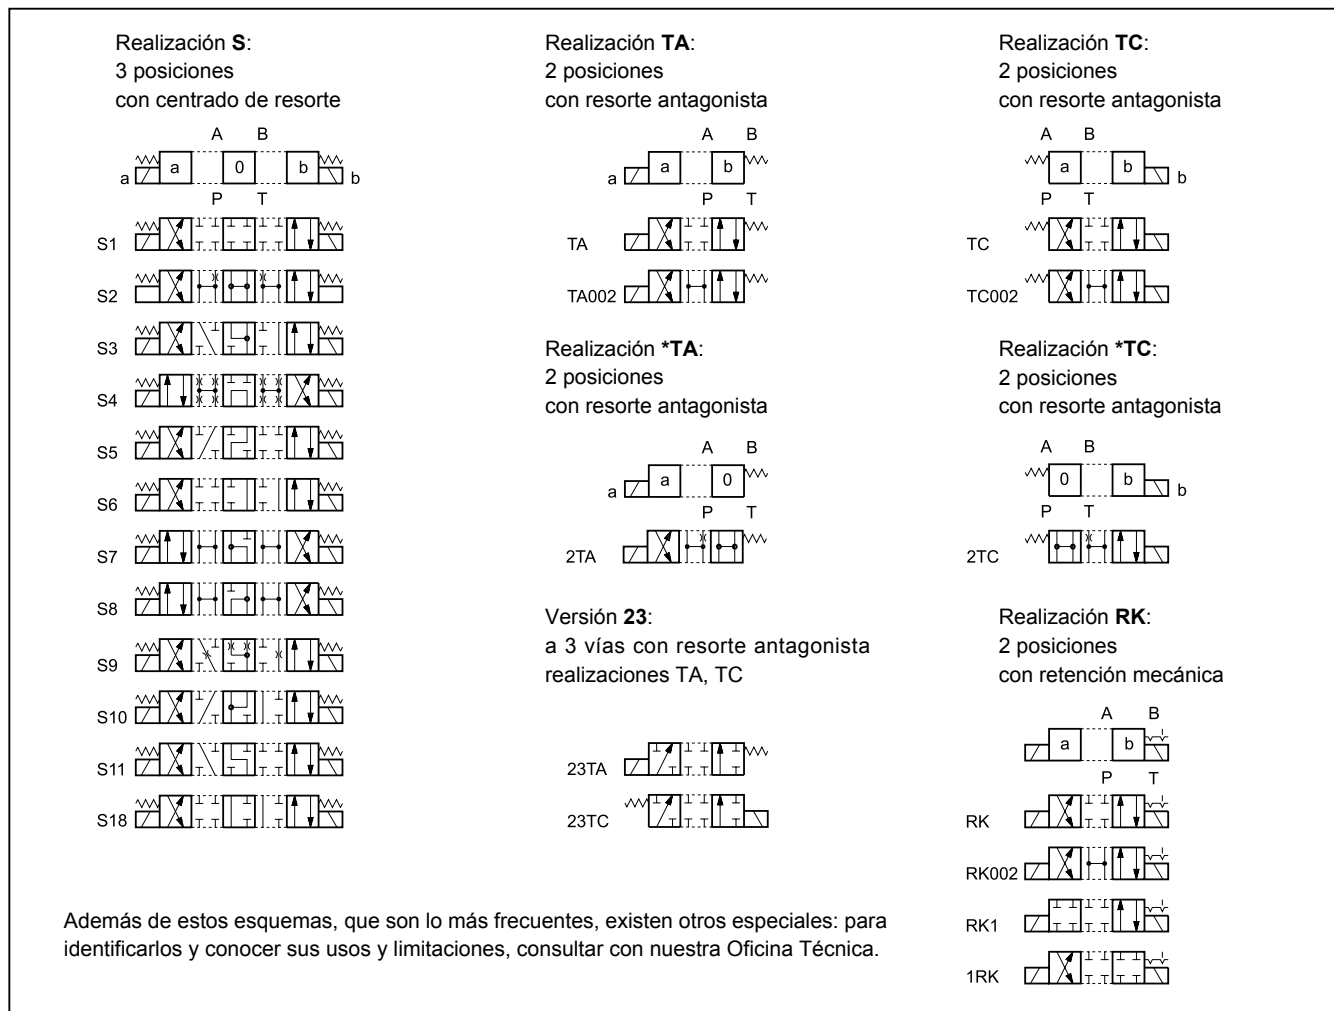 Realización S:
3 posiciones
con centrado de resorte
A B
a a 0 b b
P T
S1
S2
S3
S4
S5
S6
S7
S8
S9
S10
S11
S18
Realización TA:
2 posiciones
con resorte antagonista
A B
a a b
P T
TA
TA002
Realización *TA:
2 posiciones
con resorte antagonista
A B
a a 0
P T
2TA
Versión 23:
a 3 vías con resorte antagonista
realizaciones TA, TC
23TA
23TC
Realización TC:
2 posiciones
con resorte antagonista
A B
a b b
P T
TC
TC002
Realización *TC:
2 posiciones
con resorte antagonista
A B
0 b b
P T
2TC
Realización RK:
2 posiciones
con retención mecánica
A B
a b
P T
RK
RK002
RK1
1RK
Además de estos esquemas, que son lo más frecuentes, existen otros especiales: para
identificarlos y conocer sus usos y limitaciones, consultar con nuestra Oficina Técnica.